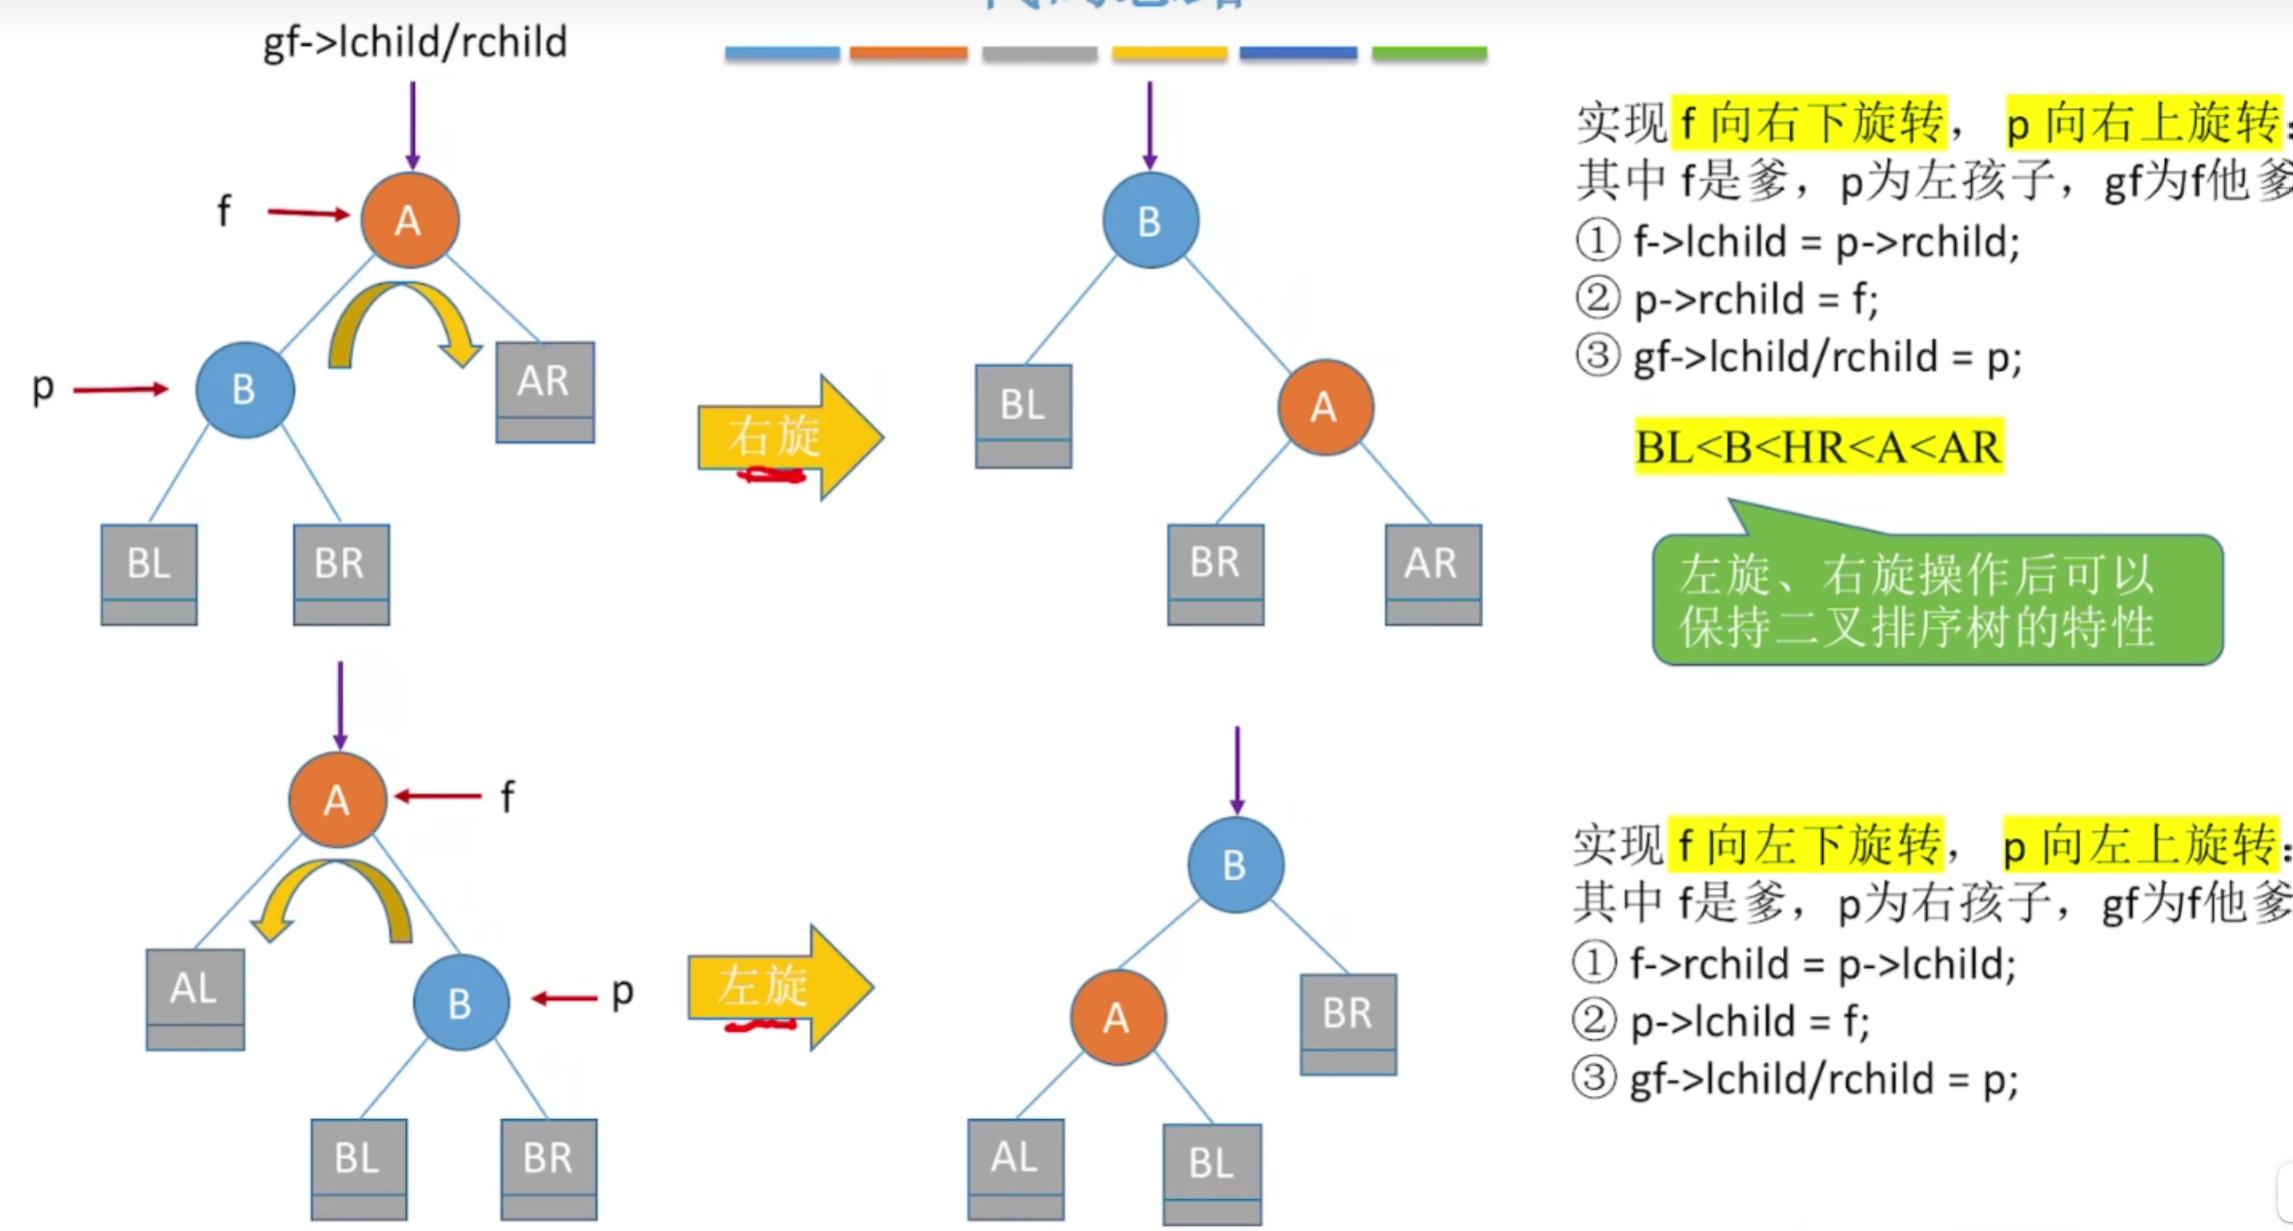 gf->lchild/rchild
f
A
B
p
AR
BL
BR
右旋
B
BL
A
BR
AR
实现 f 向右下旋转， p 向右上旋转：
其中 f是爹，p为左孩子，gf为f他爹
① f->lchild = p->rchild;
② p->rchild = f;
③ gf->lchild/rchild = p;
BL<B<HR<A<AR
左旋、右旋操作后可以
保持二叉排序树的特性
A
f
AL
B
p
BL
BR
左旋
B
A
BR
AL
BL
实现 f 向左下旋转， p 向左上旋转：
其中 f是爹，p为右孩子，gf为f他爹
① f->rchild = p->lchild;
② p->lchild = f;
③ gf->lchild/rchild = p;